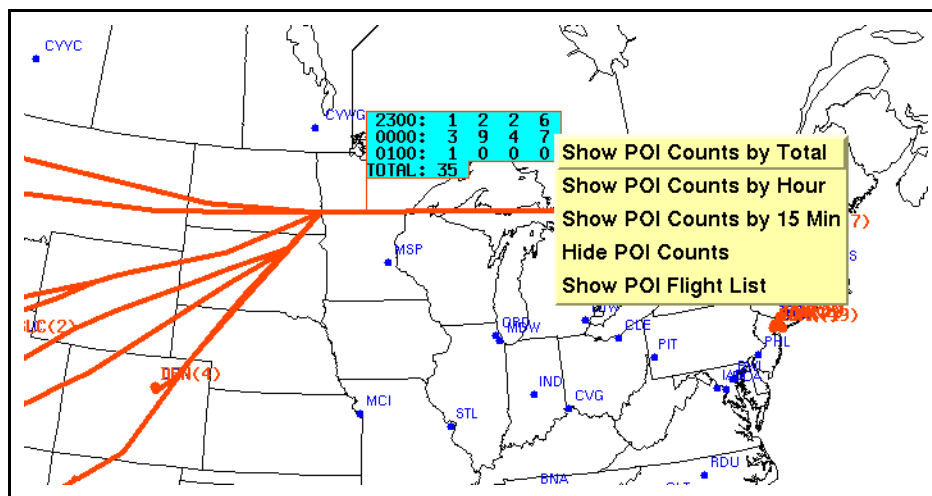 CYYC
CYWG
2300: 1 2 2 6
0000: 3 9 4 7
0100: 1 0 0 0
TOTAL: 35
Show POI Counts by Total
Show POI Counts by Hour
Show POI Counts by 15 Min
Hide POI Counts
Show POI Flight List
7)
S
MSP
SLC(2)
ORD
MDW
CLE
PIT
PHL
DEN(4)
IND
CVG
MCI
STL
RDU
BNA
CLT